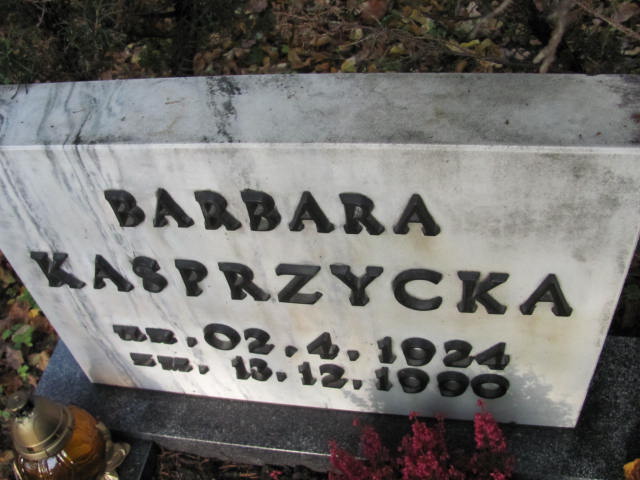 BARBARA
KASPRZYCKA
UR. 02. 4. 1924
ZM. 13. 12. 1990